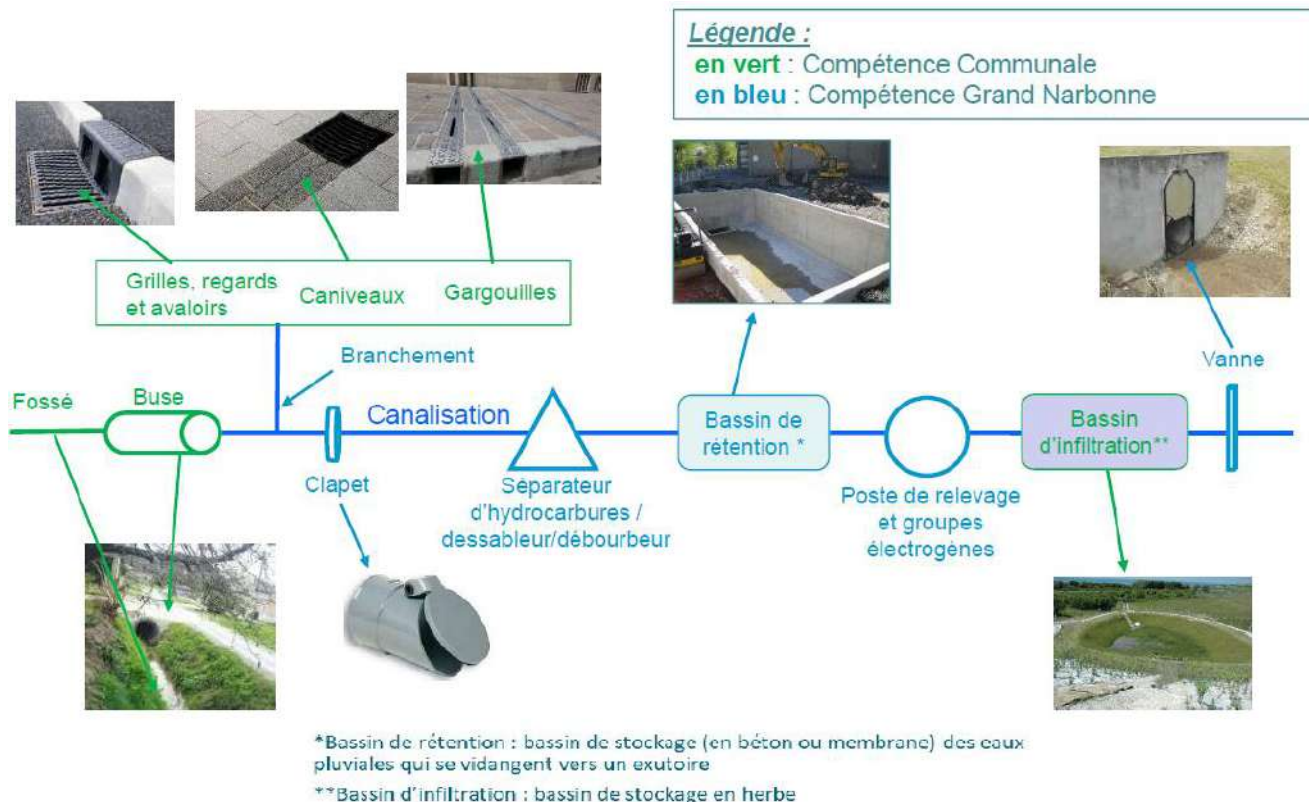 Légende :
en vert : Compétence Communale
en bleu : Compétence Grand Narbonne
Grilles, regards
et avaloirs
Caniveaux
Gargouilles
Branchement
Vanne
Fossé
Buse
Canalisation
Bassin de
rétention *
Bassin
d'infiltration**
Clapet
Séparateur
d'hydrocarbures /
dessableur/débourbeur
Poste de relevage
et groupes
électrogènes
*Bassin de rétention : bassin de stockage (en béton ou membrane) des eaux
pluviales qui se vidangent vers un exutoire
**Bassin d'infiltration : bassin de stockage en herbe